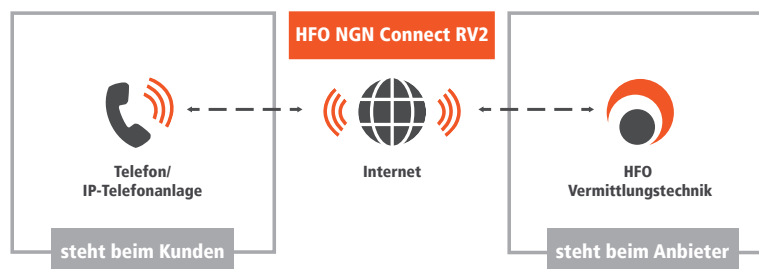 HFO NGN Connect RV2
Telefon/
IP-Telefonanlage
Internet
HFO
Vermittlungstechnik
steht beim Kunden
steht beim Anbieter